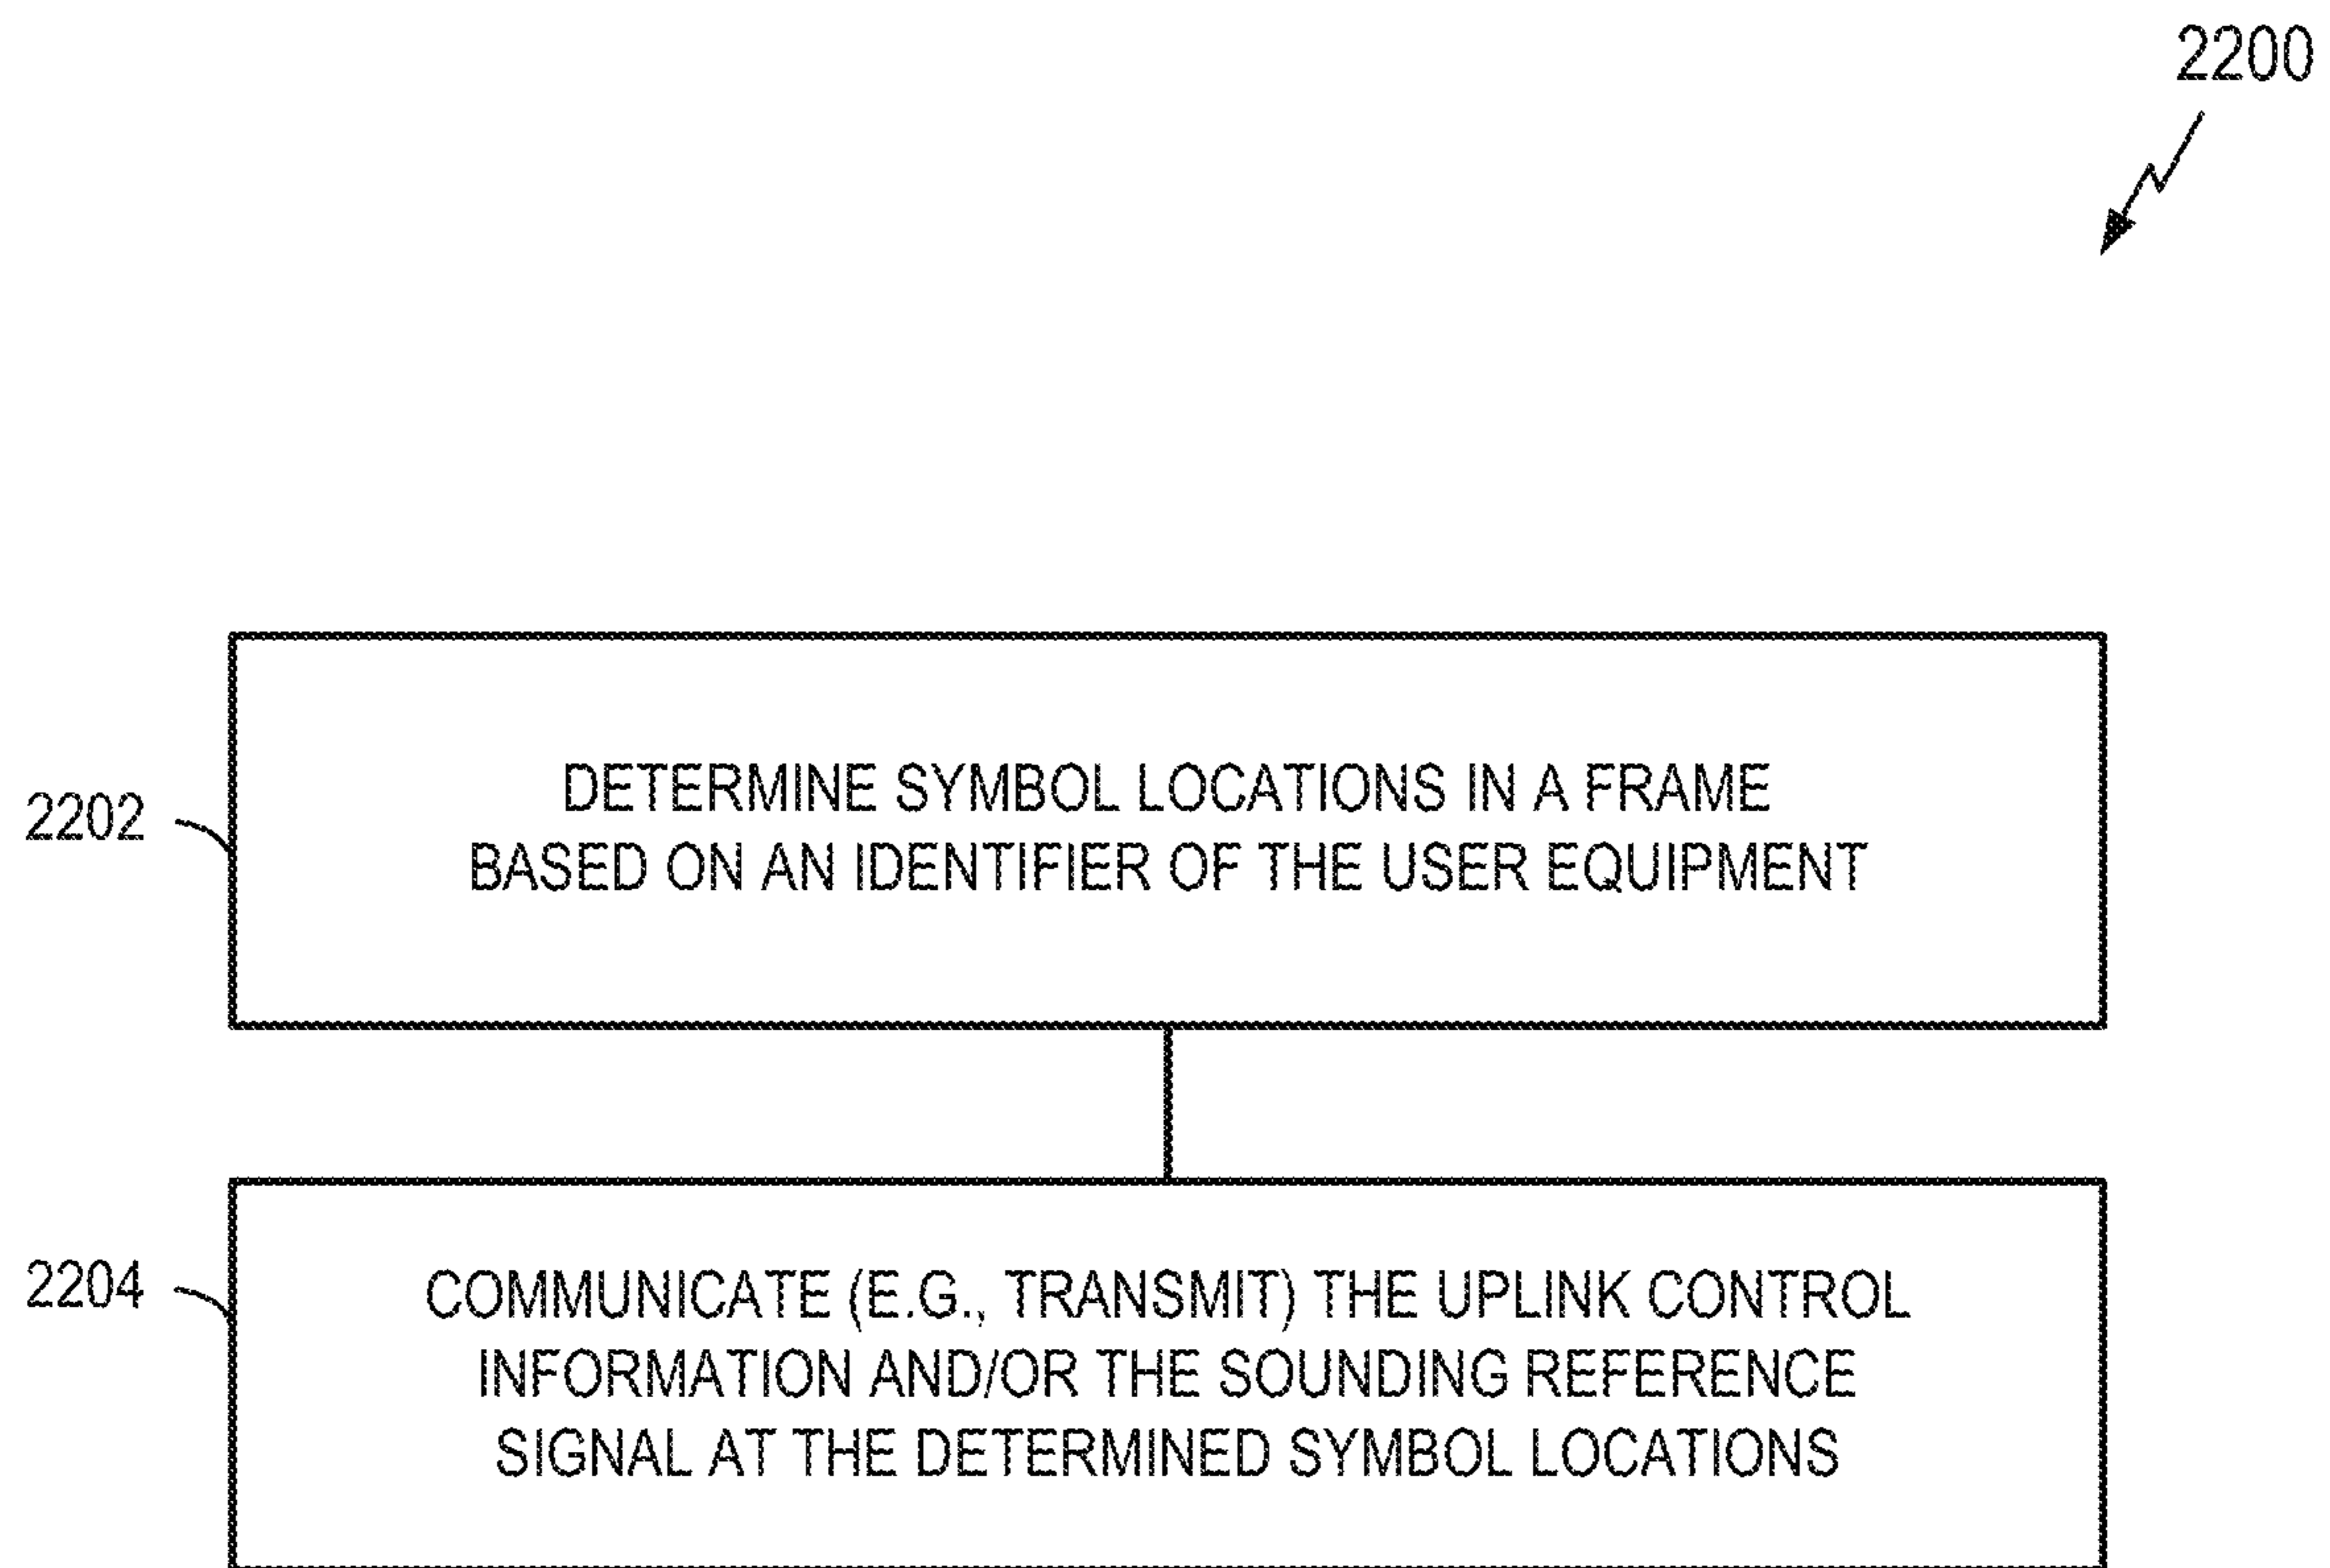 2200
2202
DETERMINE SYMBOL LOCATIONS IN A FRAME
BASED ON AN IDENTIFIER OF THE USER EQUIPMENT
2204
COMMUNICATE (E.G., TRANSMIT) THE UPLINK CONTROL
INFORMATION AND/OR THE SOUNDING REFERENCE
SIGNAL AT THE DETERMINED SYMBOL LOCATIONS